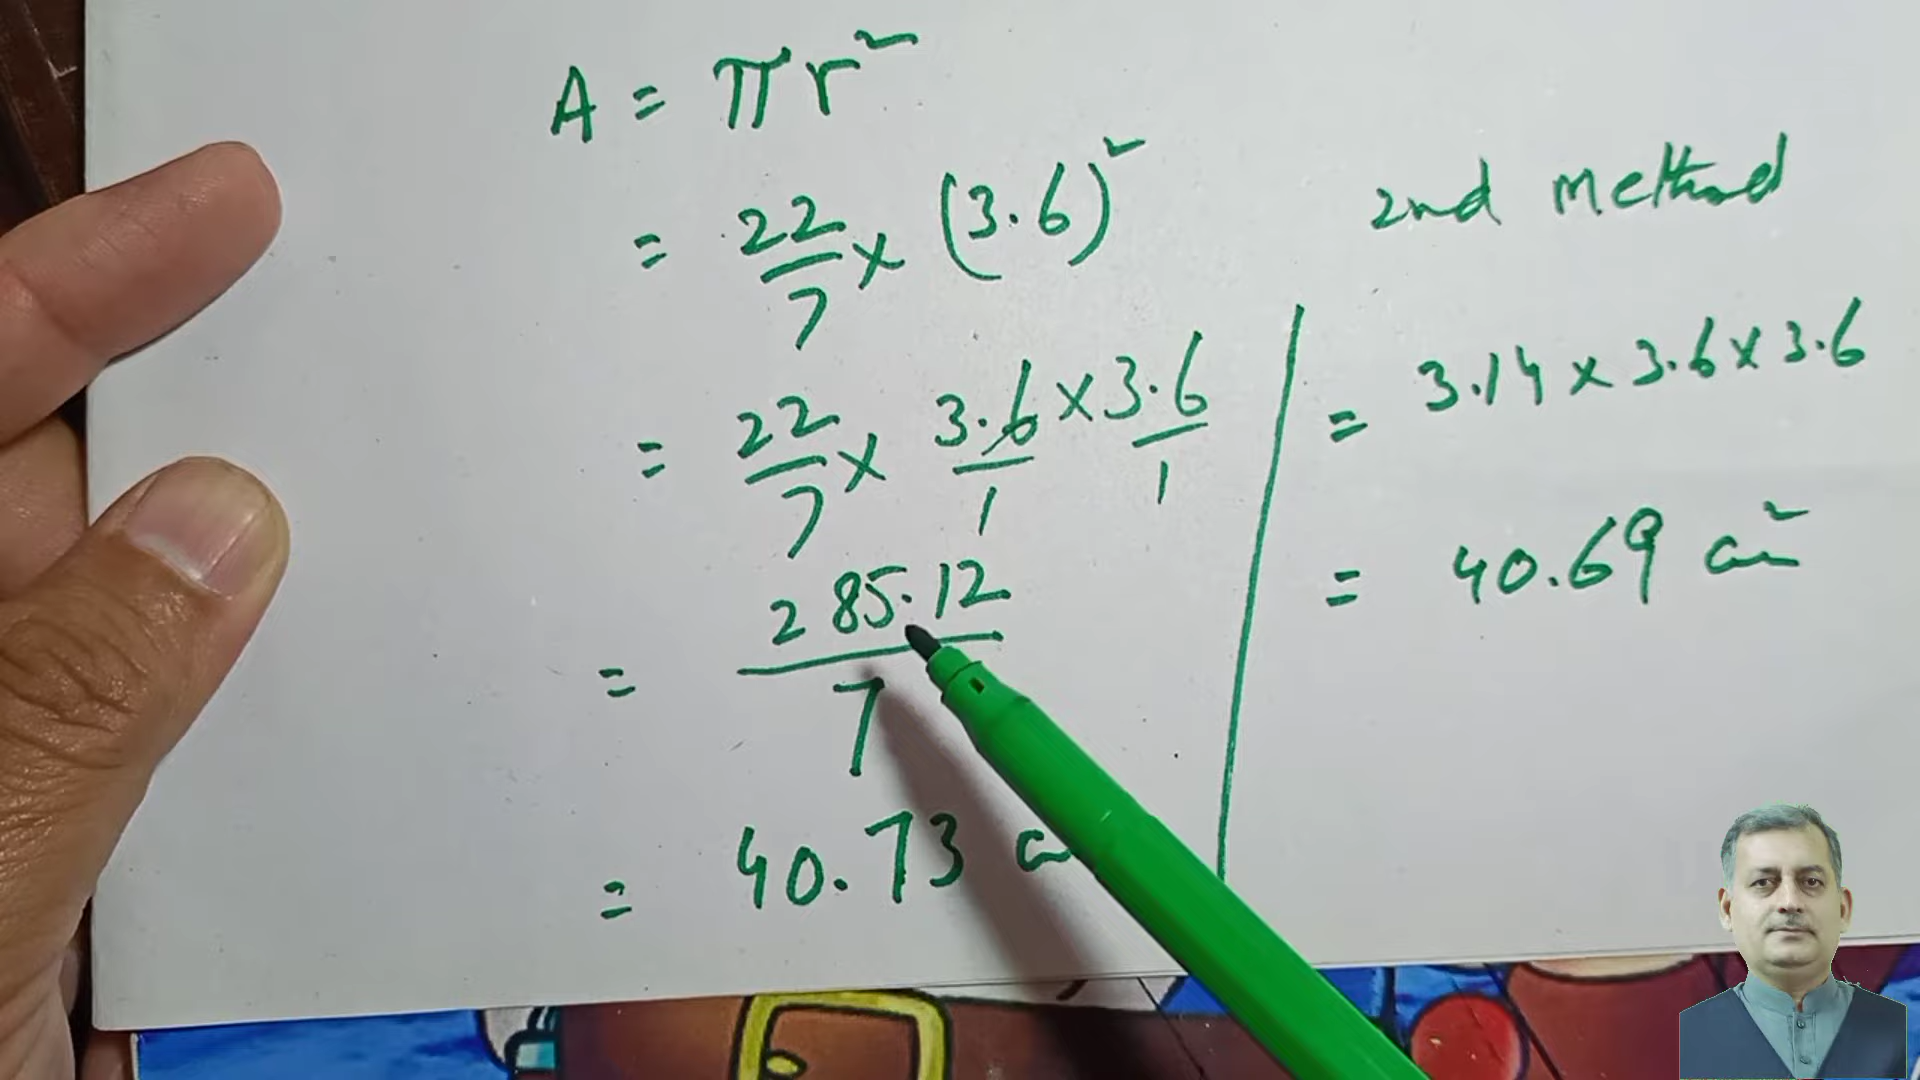 A = πr²
= 22/7 × (3.6)²
= 22/7 × 3.6/1 × 3.6/1
= 285.12/7
= 40.73
2nd method
= 3.14 × 3.6 × 3.6
= 40.69 cm²